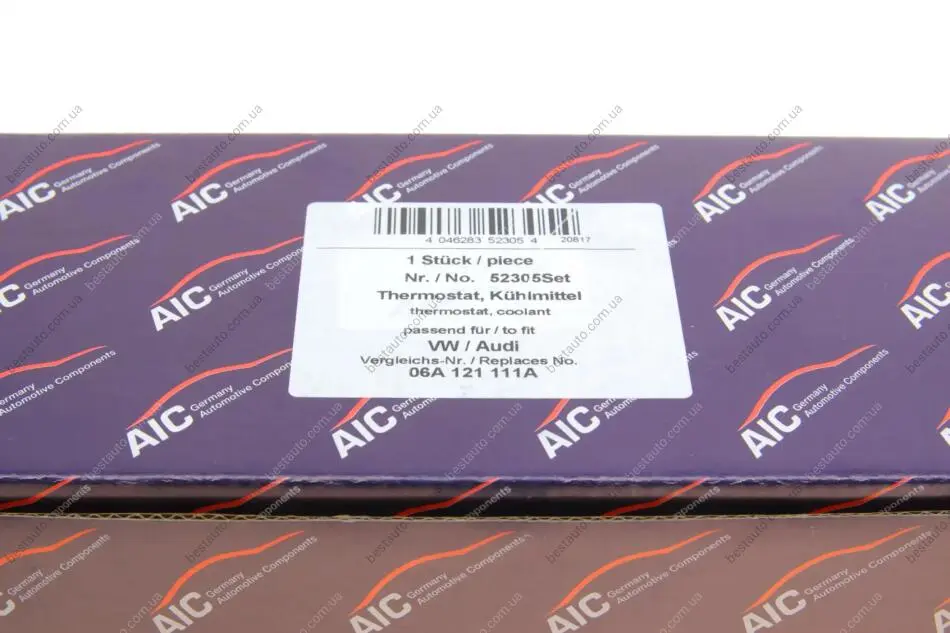 4 046283 52305 4 20817
1 Stück / piece
Nr. / No. 52305Set
Thermostat, Kühlmittel
thermostat, coolant
passend für / to fit
VW / Audi
Vergleichs-Nr. / Replaces No.
06A 121 111A
AIC Germany
Automotive Components
bestauto.com.ua